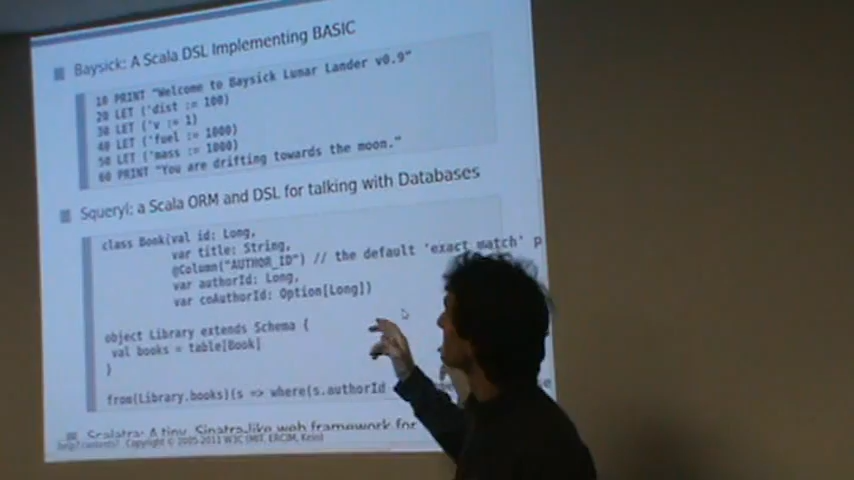 Baysick: A Scala DSL Implementing BASIC
10 PRINT "Welcome to Baysick Lunar Lander v0.9"
20 LET ('dist := 100)
30 LET ('v := 1)
40 LET ('fuel := 1000)
50 LET ('mass := 1000)
60 PRINT "You are drifting towards the moon."
Squeryl: a Scala ORM and DSL for talking with Databases
class Book(val id: Long,
var title: String,
@Column("AUTHOR_ID") // the default 'exact match' p
var authorId: Long,
var coAuthorId: Option[Long])
object Library extends Schema {
val books = table[Book]
}
from(Library.books)(s => where(s.authorId
Scalatra: A tiny, Sinatra-like web framework for
help? contents? Copyright © 2005-2011 W3C (MIT, ERCIM, Keio)